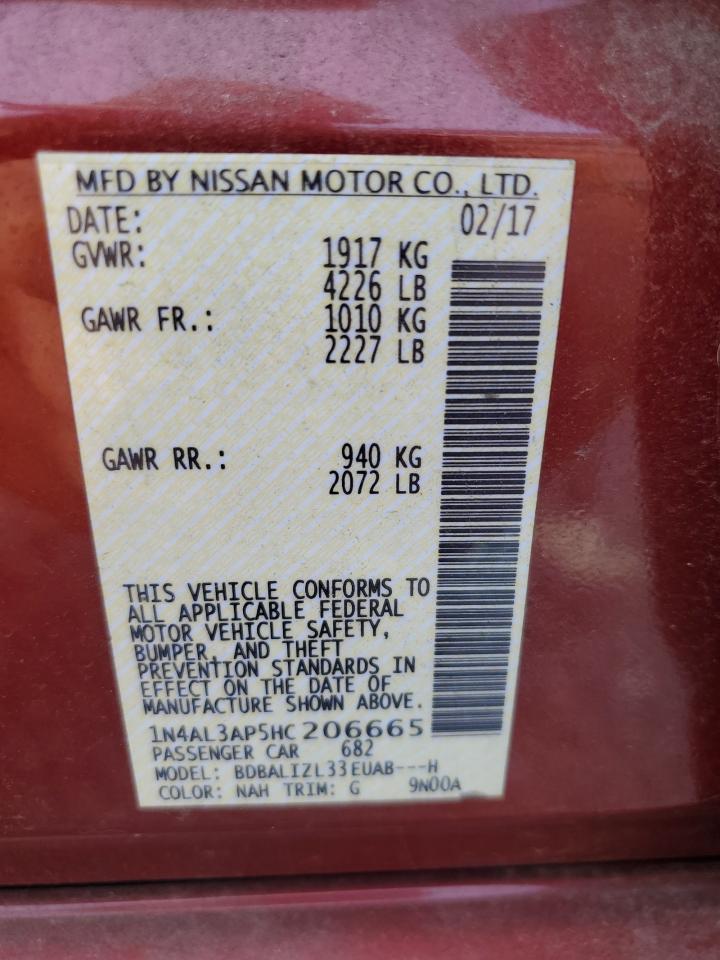 MFD BY NISSAN MOTOR CO., LTD.
DATE: 02/17
GVWR: 1917 KG
4226 LB
GAWR FR.: 1010 KG
2227 LB
GAWR RR.: 940 KG
2072 LB
THIS VEHICLE CONFORMS TO
ALL APPLICABLE FEDERAL
MOTOR VEHICLE SAFETY,
BUMPER, AND THEFT
PREVENTION STANDARDS IN
EFFECT ON THE DATE OF
MANUFACTURE SHOWN ABOVE.
1N4AL3AP5HC206665
PASSENGER CAR 682
MODEL: BDBALIZL33EUAB---H
COLOR: NAH TRIM: G 9N00A